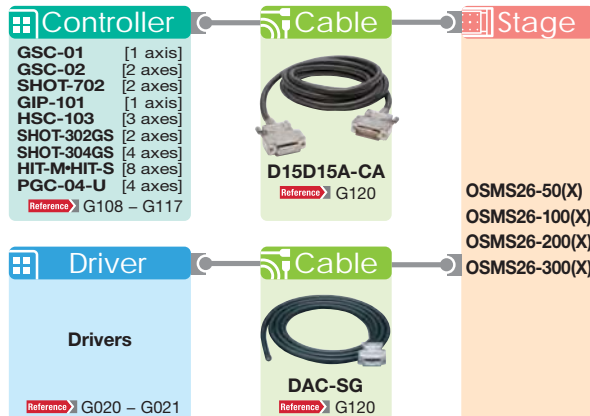 Controller
GSC-01 [1 axis]
GSC-02 [2 axes]
SHOT-702 [2 axes]
GIP-101 [1 axis]
HSC-103 [3 axes]
SHOT-302GS [2 axes]
SHOT-304GS [4 axes]
HIT-M•HIT-S [8 axes]
PGC-04-U [4 axes]
Reference G108 – G117
Cable
D15D15A-CA
Reference G120
Stage
OSMS26-50(X)
OSMS26-100(X)
OSMS26-200(X)
OSMS26-300(X)
Driver
Drivers
Reference G020 – G021
Cable
DAC-SG
Reference G120